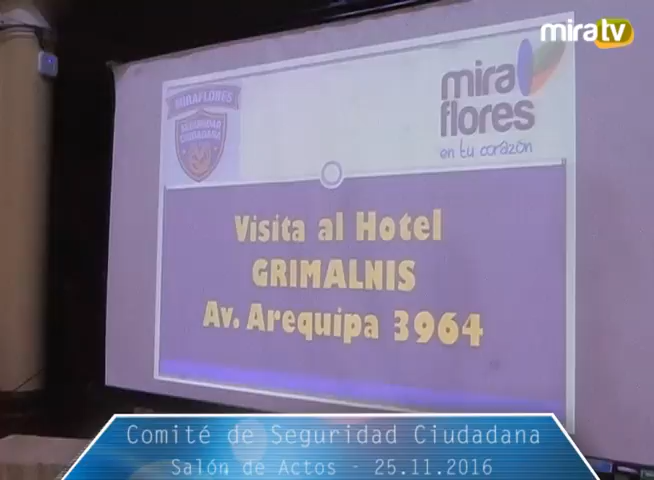 miratv
MIRAFLORES
SEGURIDAD
CIUDADANA
mira
flores
en tu corazón
Visita al Hotel
GRIMALNIS
Av. Arequipa 3964
Comité de Seguridad Ciudadana
Salón de Actos - 25.11.2016